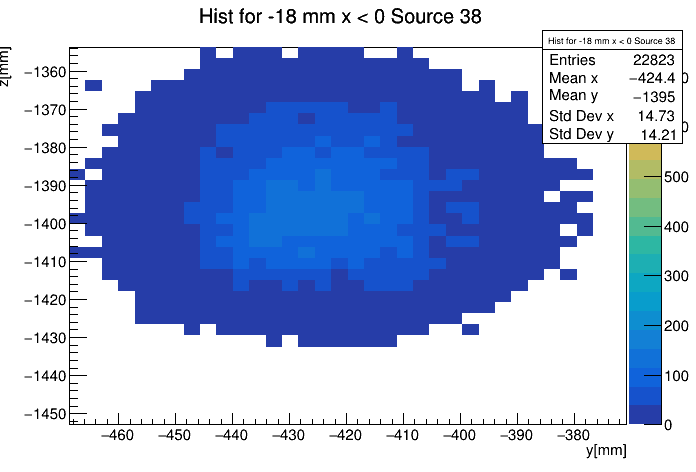 Hist for -18 mm x < 0 Source 38
Hist for -18 mm x < 0 Source 38
Entries 22823
Mean x −424.4
Mean y −1395
Std Dev x 14.73
Std Dev y 14.21
z[mm]
−1360
−1370
−1380
−1390
−1400
−1410
−1420
−1430
−1440
−1450
−460 −450 −440 −430 −420 −410 −400 −390 −380
y[mm]
500
400
300
200
100
0